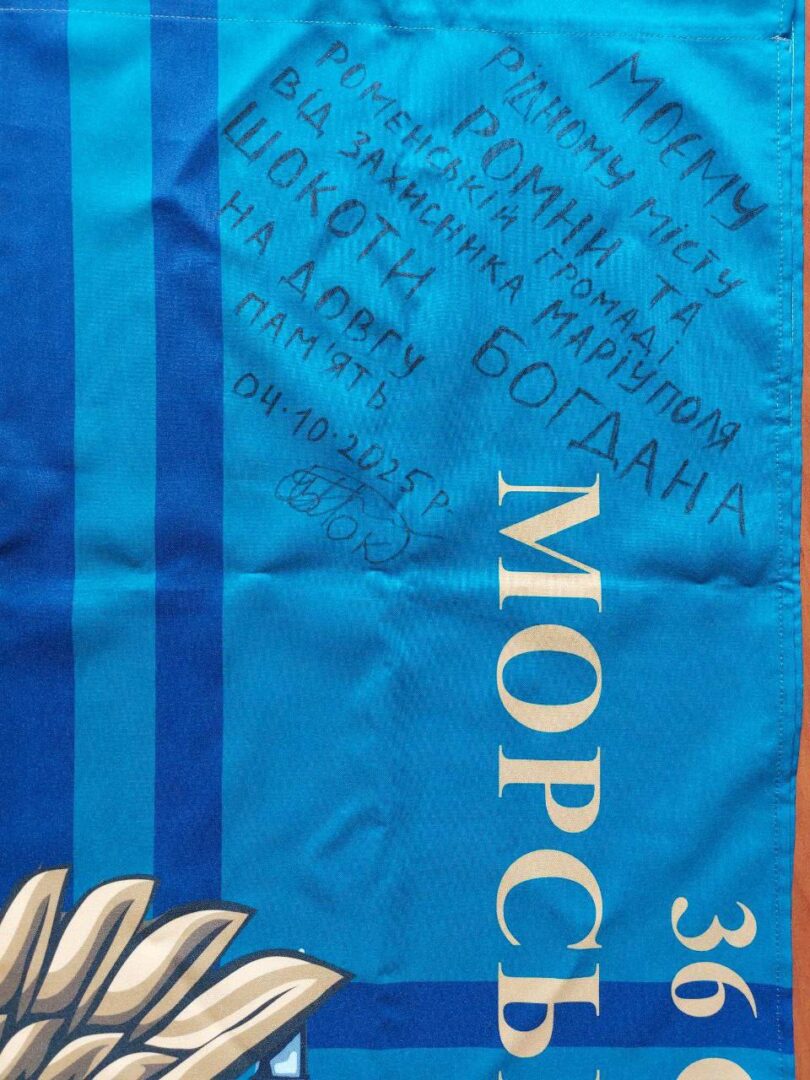 МОЄМУ
РІДНОМУ МІСТУ
РОМНИ ТА
РОМЕНСЬКІЙ ГРОМАДІ
ВІД ЗАХИСНИКА МАРІУПОЛЯ
ШОКОТИ БОГДАНА
НА ДОВГУ
ПАМ'ЯТЬ
04.10.2025 р.
36
МОРСЬ